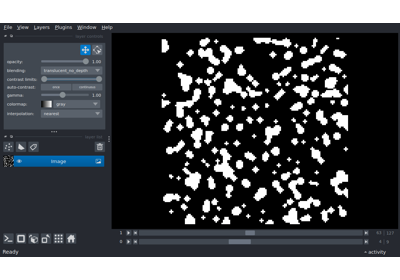 File View Layers Plugins Window Help
opacity: 1.00
blending: translucent_no_depth
contrast limits:
auto-contrast: once continuous
gamma: 1.00
colormap: gray
interpolation: nearest
Image
1
0
activity